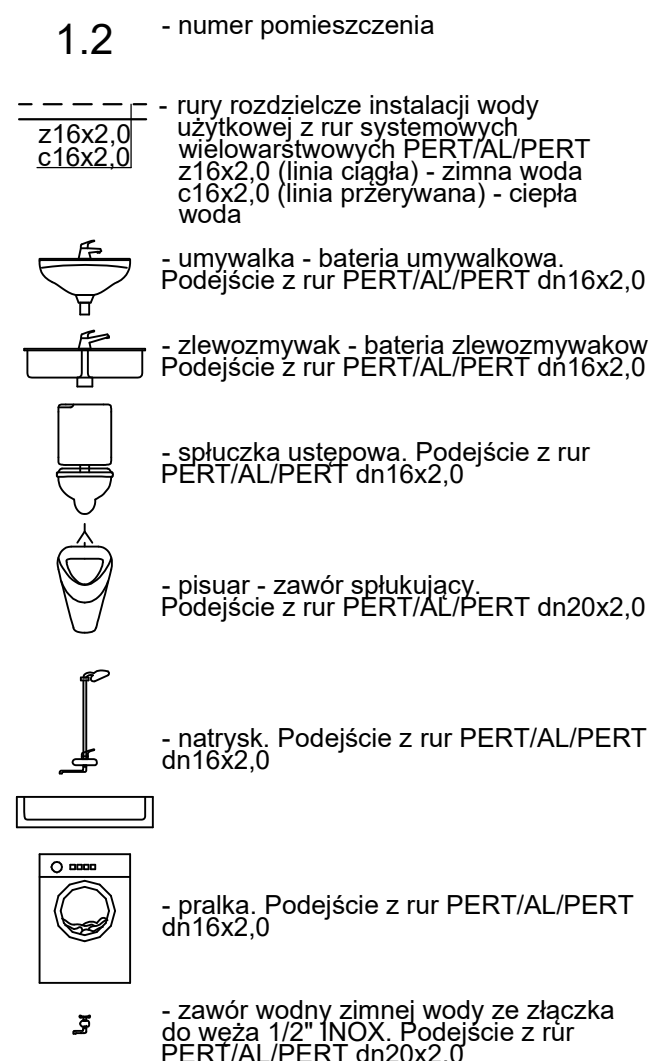 1.2
- numer pomieszczenia
z16x2,0
c16x2,0
- rury rozdzielcze instalacji wody
użytkowej z rur systemowych
wielowarstwowych PERT/AL/PERT
z16x2,0 (linia ciągła) - zimna woda
c16x2,0 (linia przerywana) - ciepła
woda
- umywalka - bateria umywalkowa.
Podejście z rur PERT/AL/PERT dn16x2,0
- zlewozmywak - bateria zlewozmywakow
Podejście z rur PERT/AL/PERT dn16x2,0
- spłuczka ustępowa. Podejście z rur
PERT/AL/PERT dn16x2,0
- pisuar - zawór spłukujący.
Podejście z rur PERT/AL/PERT dn20x2,0
- natrysk. Podejście z rur PERT/AL/PERT
dn16x2,0
- pralka. Podejście z rur PERT/AL/PERT
dn16x2,0
- zawór wodny zimnej wody ze złączka
do węża 1/2" INOX. Podejście z rur
PERT/AL/PERT dn20x2,0